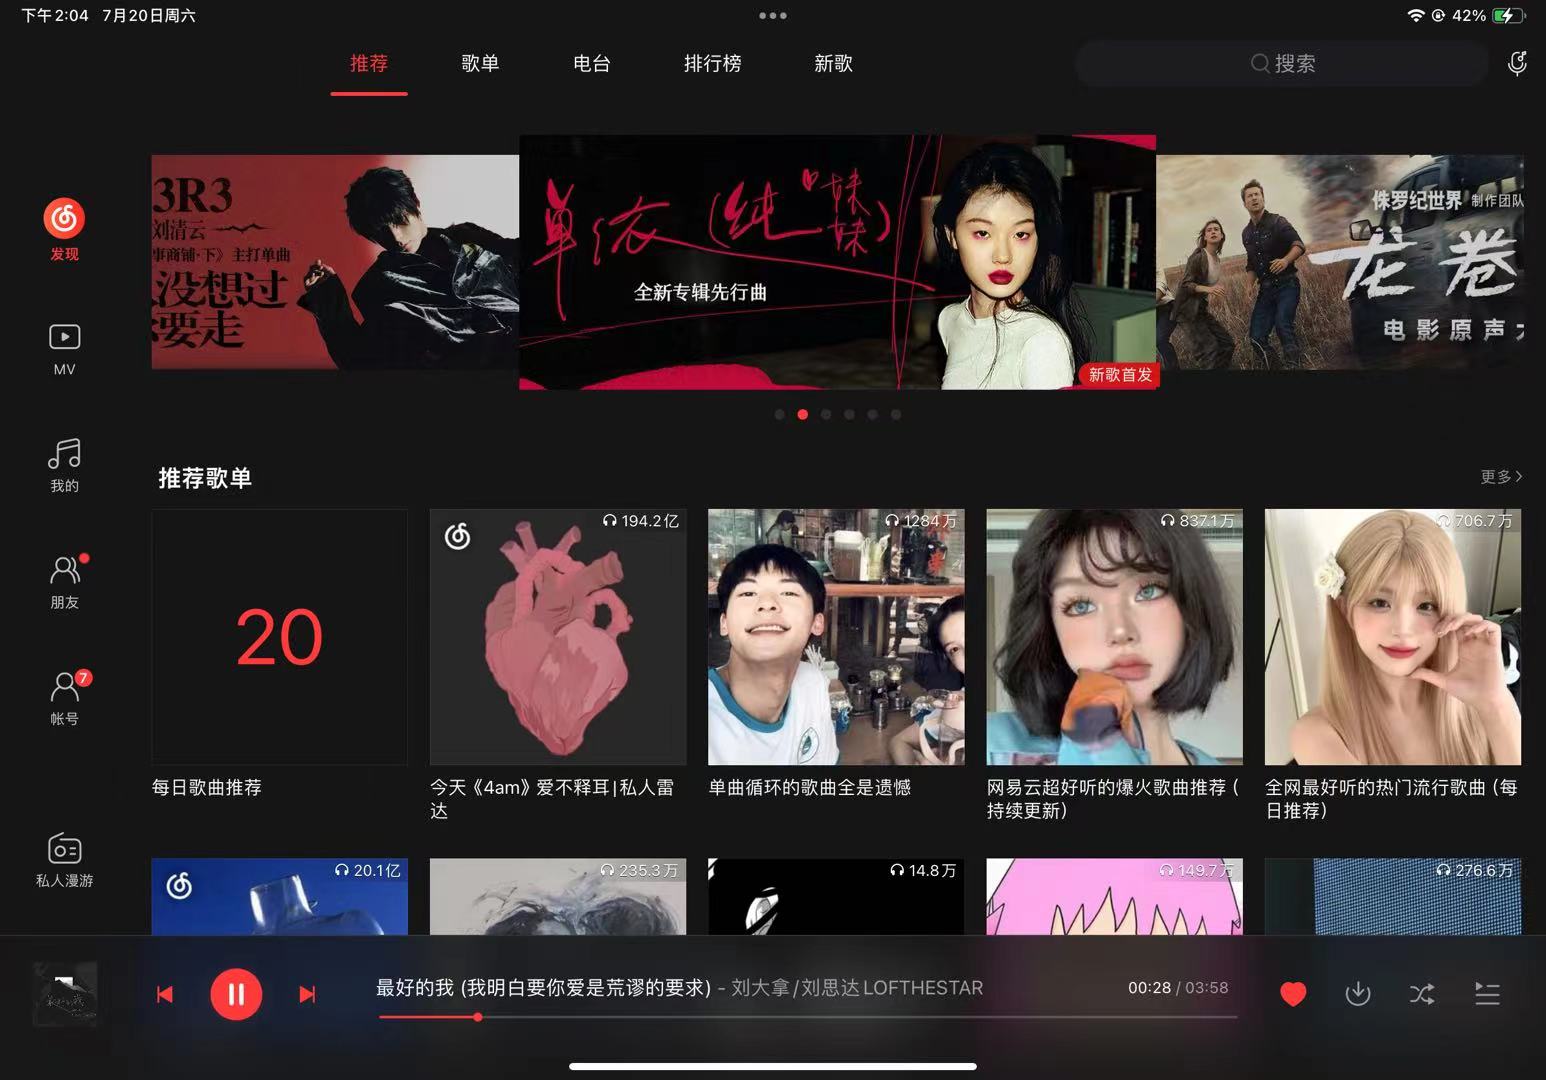 下午2:04 7月20日周六
42%
推荐 歌单 电台 排行榜 新歌
搜索
发现
MV
我的
朋友
7
帐号
私人漫游
3R3
刘清云
事商铺·下》主打单曲
没想过
要走
单依(纯"妹妹)
全新专辑先行曲
新歌首发
侏罗纪世界 制作团队
龙卷
电影原声
推荐歌单
更多
20
每日歌曲推荐
194.2亿
今天《4am》爱不释耳|私人雷
达
1284万
单曲循环的歌曲全是遗憾
837.1万
网易云超好听的爆火歌曲推荐(
持续更新)
706.7万
全网最好听的热门流行歌曲(每
日推荐)
20.1亿
235.3万
14.8万
149.7万
276.6万
最好的我 (我明白要你爱是荒谬的要求) - 刘大拿/刘思达LOFTHESTAR
00:28 / 03:58